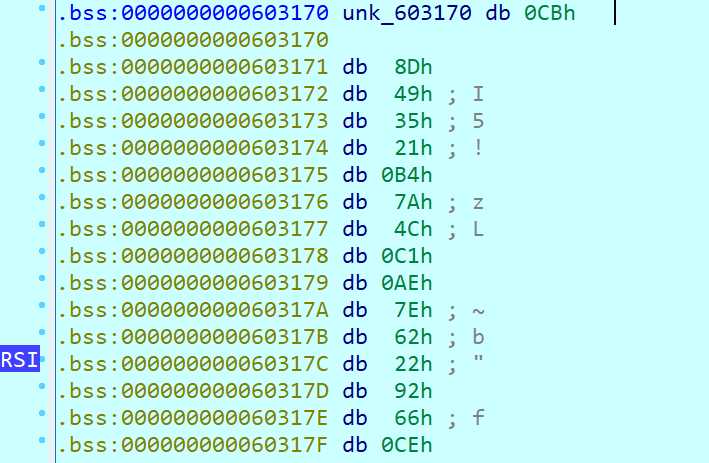 .bss:0000000000603170 unk_603170 db 0CBh
.bss:0000000000603170
.bss:0000000000603171 db 8Dh
.bss:0000000000603172 db 49h ; I
.bss:0000000000603173 db 35h ; 5
.bss:0000000000603174 db 21h ; !
.bss:0000000000603175 db 0B4h
.bss:0000000000603176 db 7Ah ; z
.bss:0000000000603177 db 4Ch ; L
.bss:0000000000603178 db 0C1h
.bss:0000000000603179 db 0AEh
.bss:000000000060317A db 7Eh ; ~
.bss:000000000060317B db 62h ; b
RSI .bss:000000000060317C db 22h ; "
.bss:000000000060317D db 92h
.bss:000000000060317E db 66h ; f
.bss:000000000060317F db 0CEh